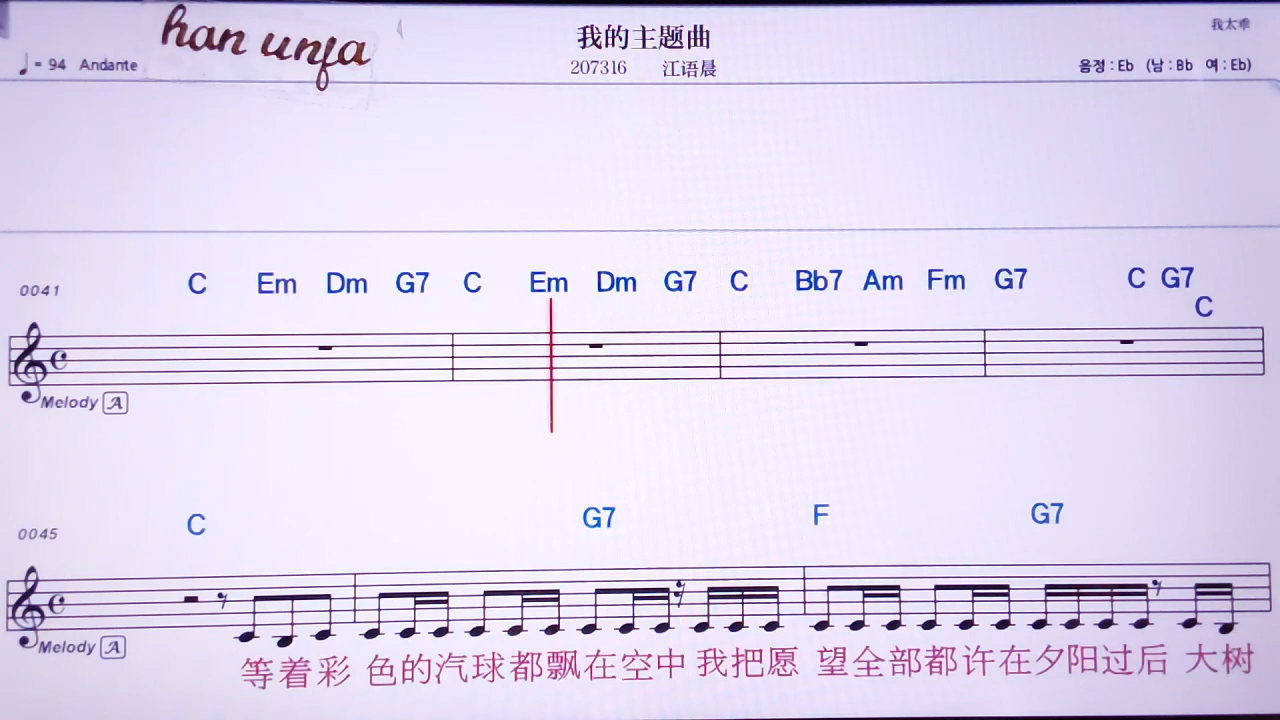 han unfa
我太乖
我的主题曲
♩= 94 Andante
207316 江语晨
음정 : Eb (남 : Bb 여 : Eb)
0041
C Em Dm G7 C Em Dm G7 C Bb7 Am Fm G7 C G7
C
Melody A
0045
C G7 F G7
Melody A
等着彩 色的汽球都飘在空中 我把愿 望全部都许在夕阳过后 大树